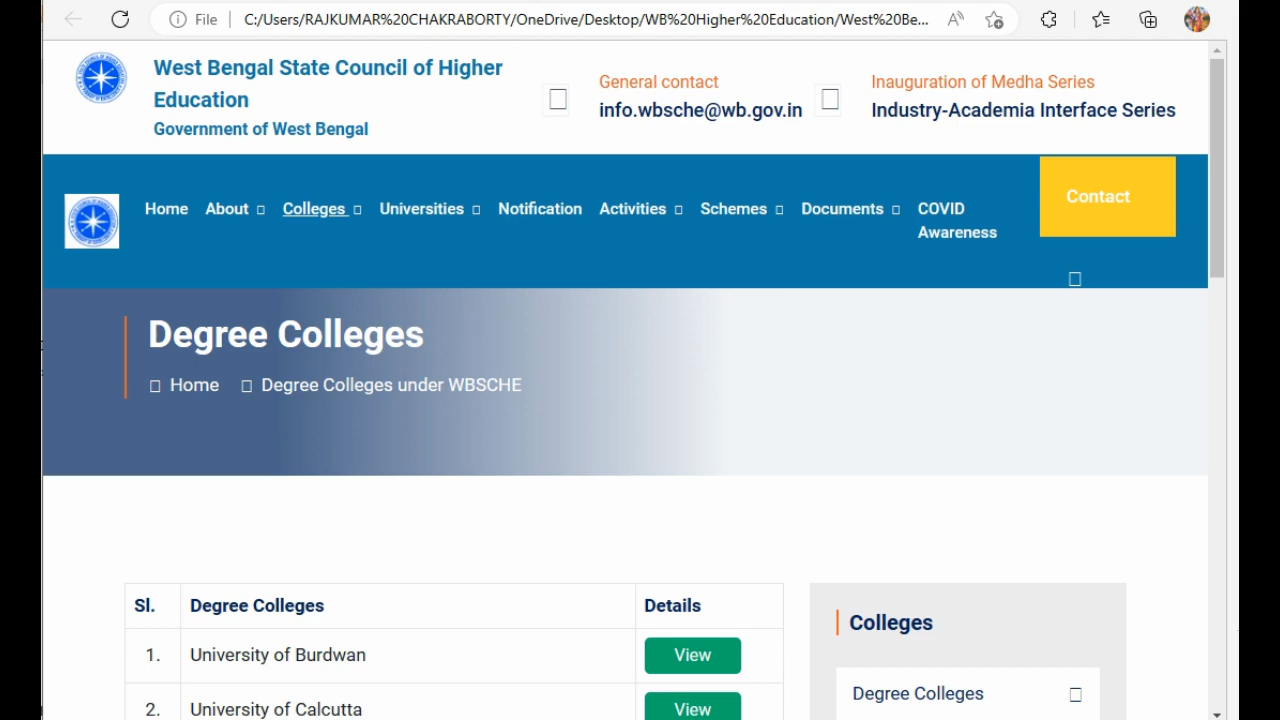 File
C:/Users/RAJKUMAR%20CHAKRABORTY/OneDrive/Desktop/WB%20Higher%20Education/West%20Be...
West Bengal State Council of Higher
Education
Government of West Bengal
General contact
info.wbsche@wb.gov.in
Inauguration of Medha Series
Industry-Academia Interface Series
Home About Colleges Universities Notification Activities Schemes Documents COVID
Awareness
Contact
Degree Colleges
Home Degree Colleges under WBSCHE
Sl. Degree Colleges Details
1. University of Burdwan View
2. University of Calcutta View
Colleges
Degree Colleges